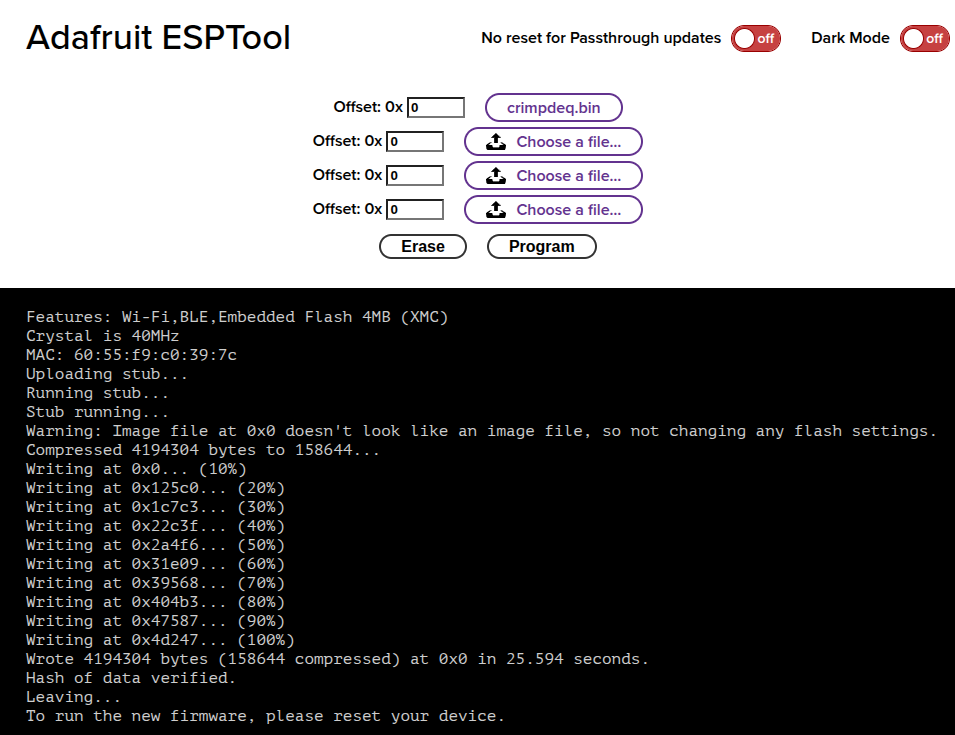 Adafruit ESPTool
No reset for Passthrough updates off Dark Mode off
Offset: 0x 0 crimpdeq.bin
Offset: 0x 0 Choose a file...
Offset: 0x 0 Choose a file...
Offset: 0x 0 Choose a file...
Erase Program
Features: Wi-Fi,BLE,Embedded Flash 4MB (XMC)
Crystal is 40MHz
MAC: 60:55:f9:c0:39:7c
Uploading stub...
Running stub...
Stub running...
Warning: Image file at 0x0 doesn't look like an image file, so not changing any flash settings.
Compressed 4194304 bytes to 158644...
Writing at 0x0... (10%)
Writing at 0x125c0... (20%)
Writing at 0x1c7c3... (30%)
Writing at 0x22c3f... (40%)
Writing at 0x2a4f6... (50%)
Writing at 0x31e09... (60%)
Writing at 0x39568... (70%)
Writing at 0x404b3... (80%)
Writing at 0x47587... (90%)
Writing at 0x4d247... (100%)
Wrote 4194304 bytes (158644 compressed) at 0x0 in 25.594 seconds.
Hash of data verified.
Leaving...
To run the new firmware, please reset your device.